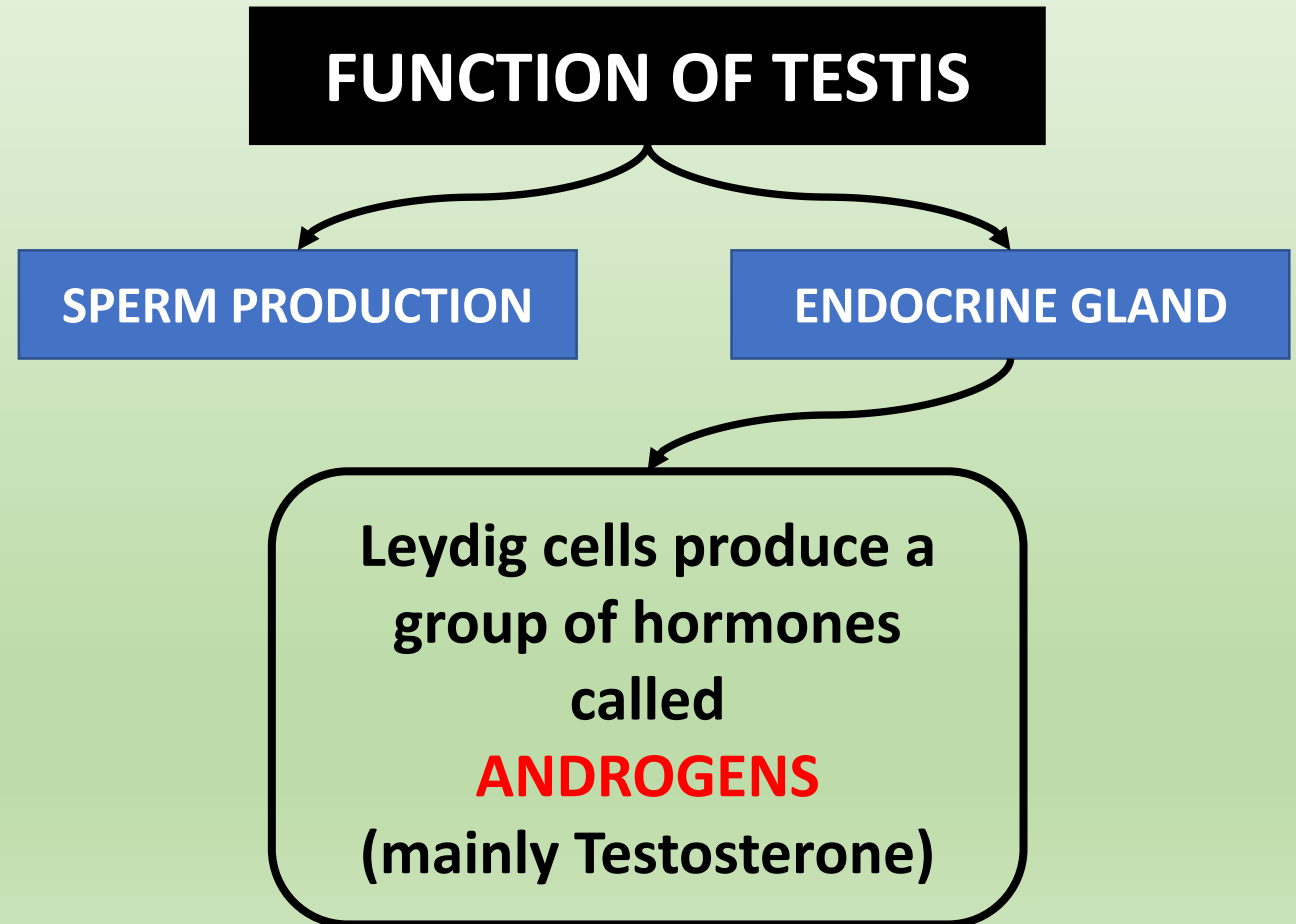 FUNCTION OF TESTIS
SPERM PRODUCTION
ENDOCRINE GLAND
Leydig cells produce a
group of hormones
called
ANDROGENS
(mainly Testosterone)